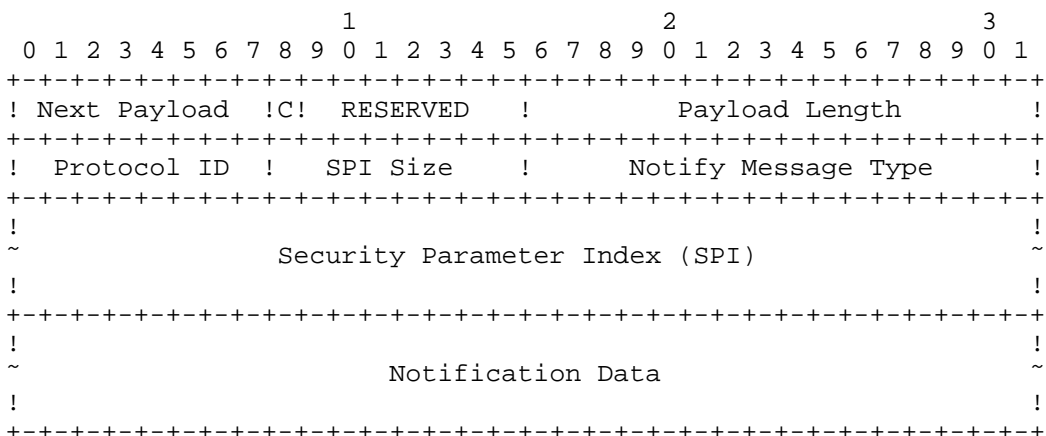 1                   2                   3
 0 1 2 3 4 5 6 7 8 9 0 1 2 3 4 5 6 7 8 9 0 1 2 3 4 5 6 7 8 9 0 1
+-+-+-+-+-+-+-+-+-+-+-+-+-+-+-+-+-+-+-+-+-+-+-+-+-+-+-+-+-+-+-+-+
! Next Payload  !C!  RESERVED   !         Payload Length        !
+-+-+-+-+-+-+-+-+-+-+-+-+-+-+-+-+-+-+-+-+-+-+-+-+-+-+-+-+-+-+-+-+
!  Protocol ID  !   SPI Size    !      Notify Message Type      !
+-+-+-+-+-+-+-+-+-+-+-+-+-+-+-+-+-+-+-+-+-+-+-+-+-+-+-+-+-+-+-+-+
!                                                               !
~                Security Parameter Index (SPI)                 ~
!                                                               !
+-+-+-+-+-+-+-+-+-+-+-+-+-+-+-+-+-+-+-+-+-+-+-+-+-+-+-+-+-+-+-+-+
!                                                               !
~                       Notification Data                       ~
!                                                               !
+-+-+-+-+-+-+-+-+-+-+-+-+-+-+-+-+-+-+-+-+-+-+-+-+-+-+-+-+-+-+-+-+